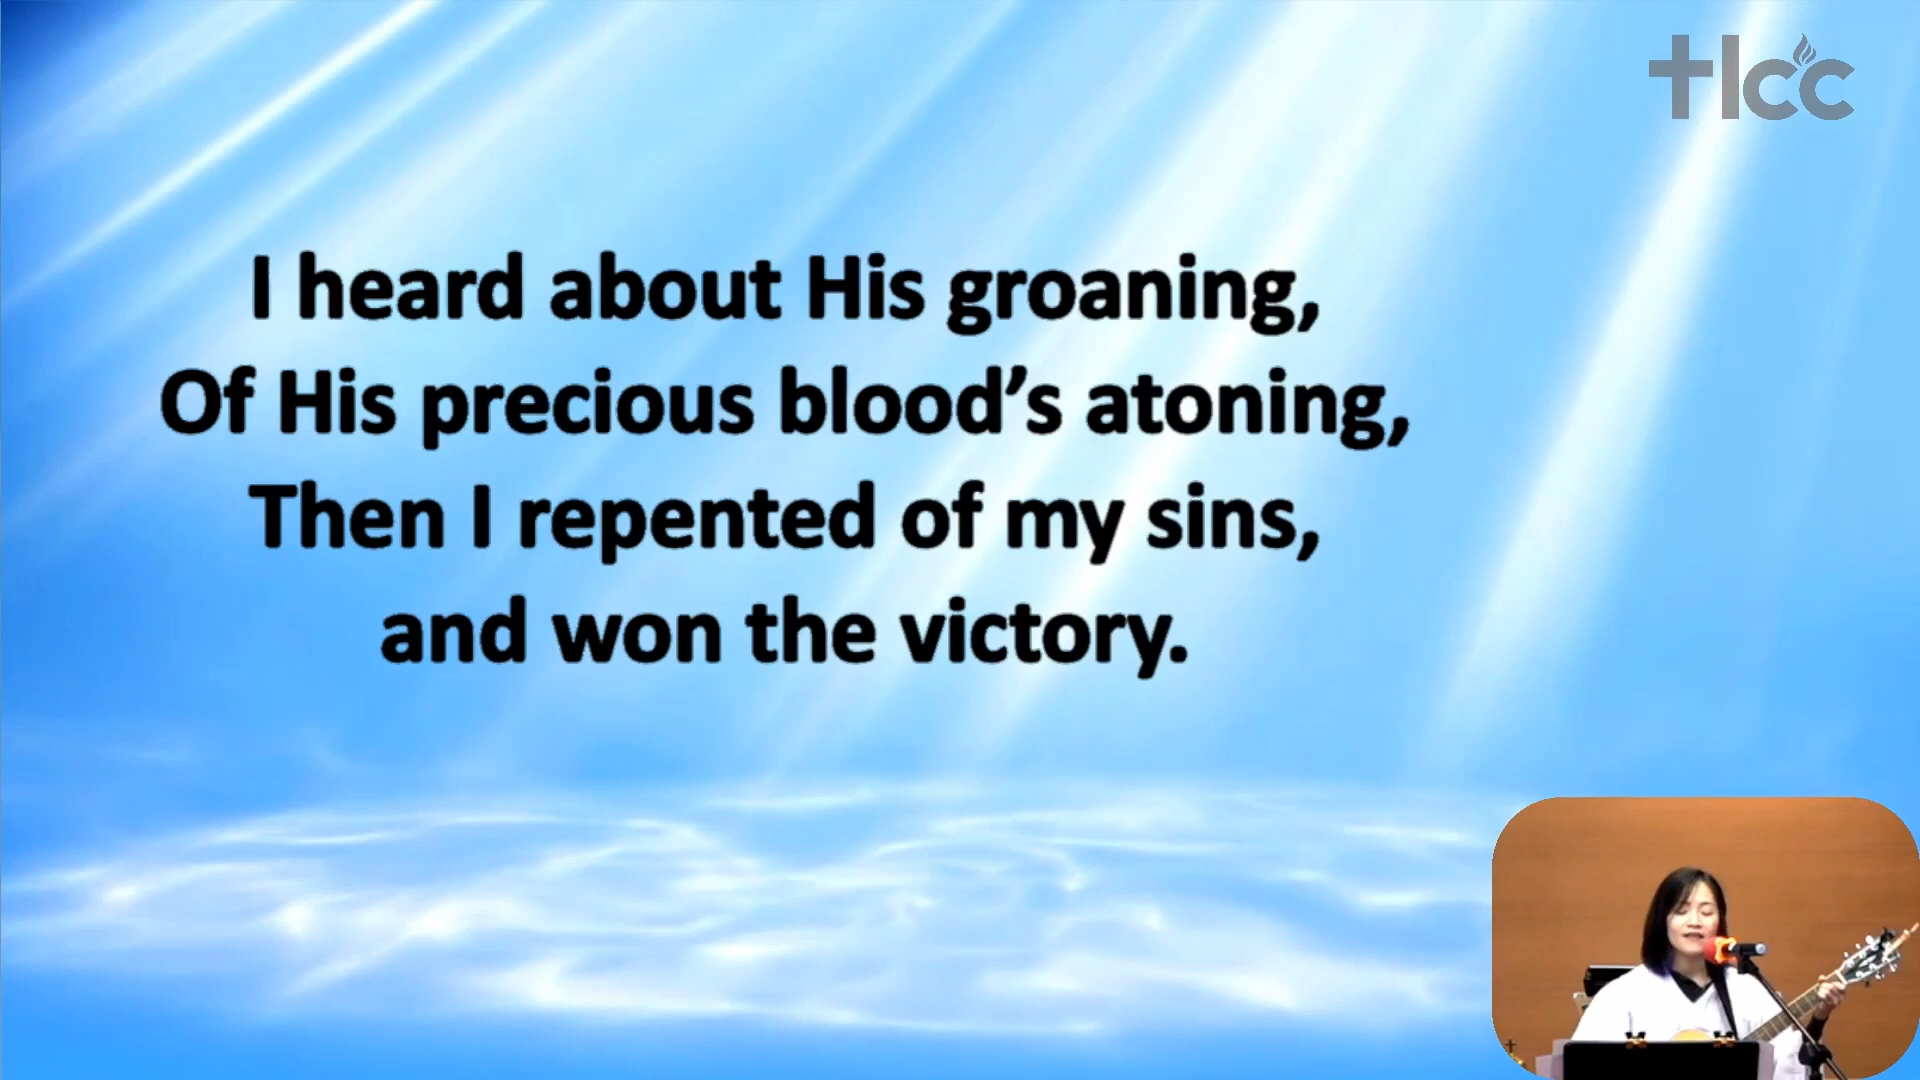 tlcc
I heard about His groaning,
Of His precious blood’s atoning,
Then I repented of my sins,
and won the victory.